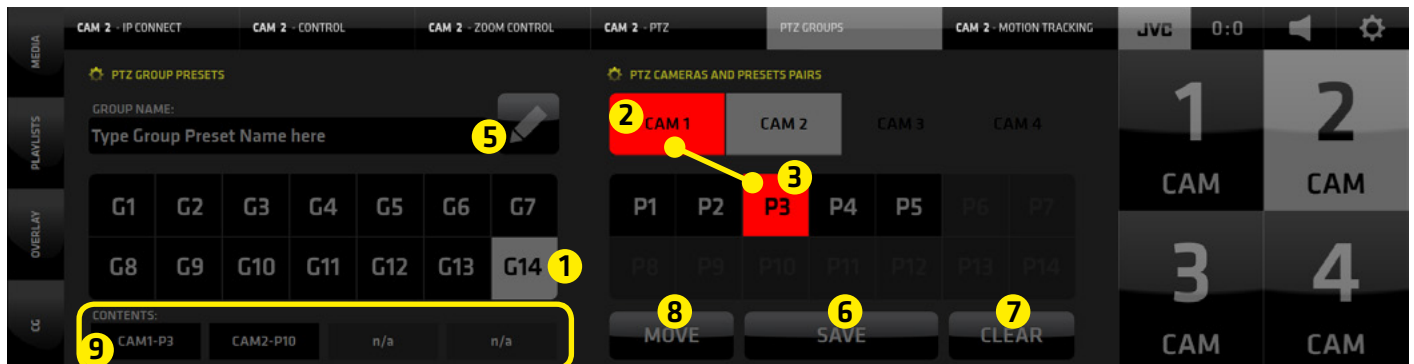 CAM 2 - IP CONNECT
CAM 2 - CONTROL
CAM 2 - ZOOM CONTROL
CAM 2 - PTZ
PTZ GROUPS
CAM 2 - MOTION TRACKING
JVC
0:0
MEDIA
PLAYLISTS
OVERLAY
CG
PTZ GROUP PRESETS
GROUP NAME:
Type Group Preset Name here
5
G1 G2 G3 G4 G5 G6 G7
G8 G9 G10 G11 G12 G13 G14 1
CONTENTS:
9 CAM1-P3 CAM2-P10 n/a n/a
PTZ CAMERAS AND PRESETS PAIRS
2 CAM 1 CAM 2 CAM 3 CAM 4
3
P1 P2 P3 P4 P5 P6 P7
P8 P9 P10 P11 P12 P13 P14
8 6 7
MOVE SAVE CLEAR
1 2
CAM CAM
3 4
CAM CAM